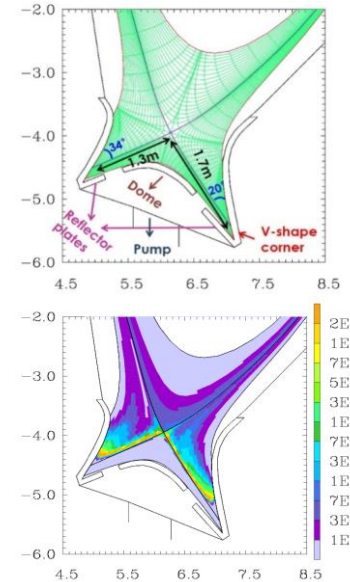 -2.0
-3.0
-4.0
-5.0
-6.0
34°
1.3m
1.7m
20°
Dome
Reflector
plates
Pump
V-shape
corner
4.5 5.5 6.5 7.5 8.5
-2.0
-3.0
-4.0
-5.0
-6.0
2E
1E
7E
5E
3E
1E
7E
3E
1E
7E
3E
1E
4.5 5.5 6.5 7.5 8.5